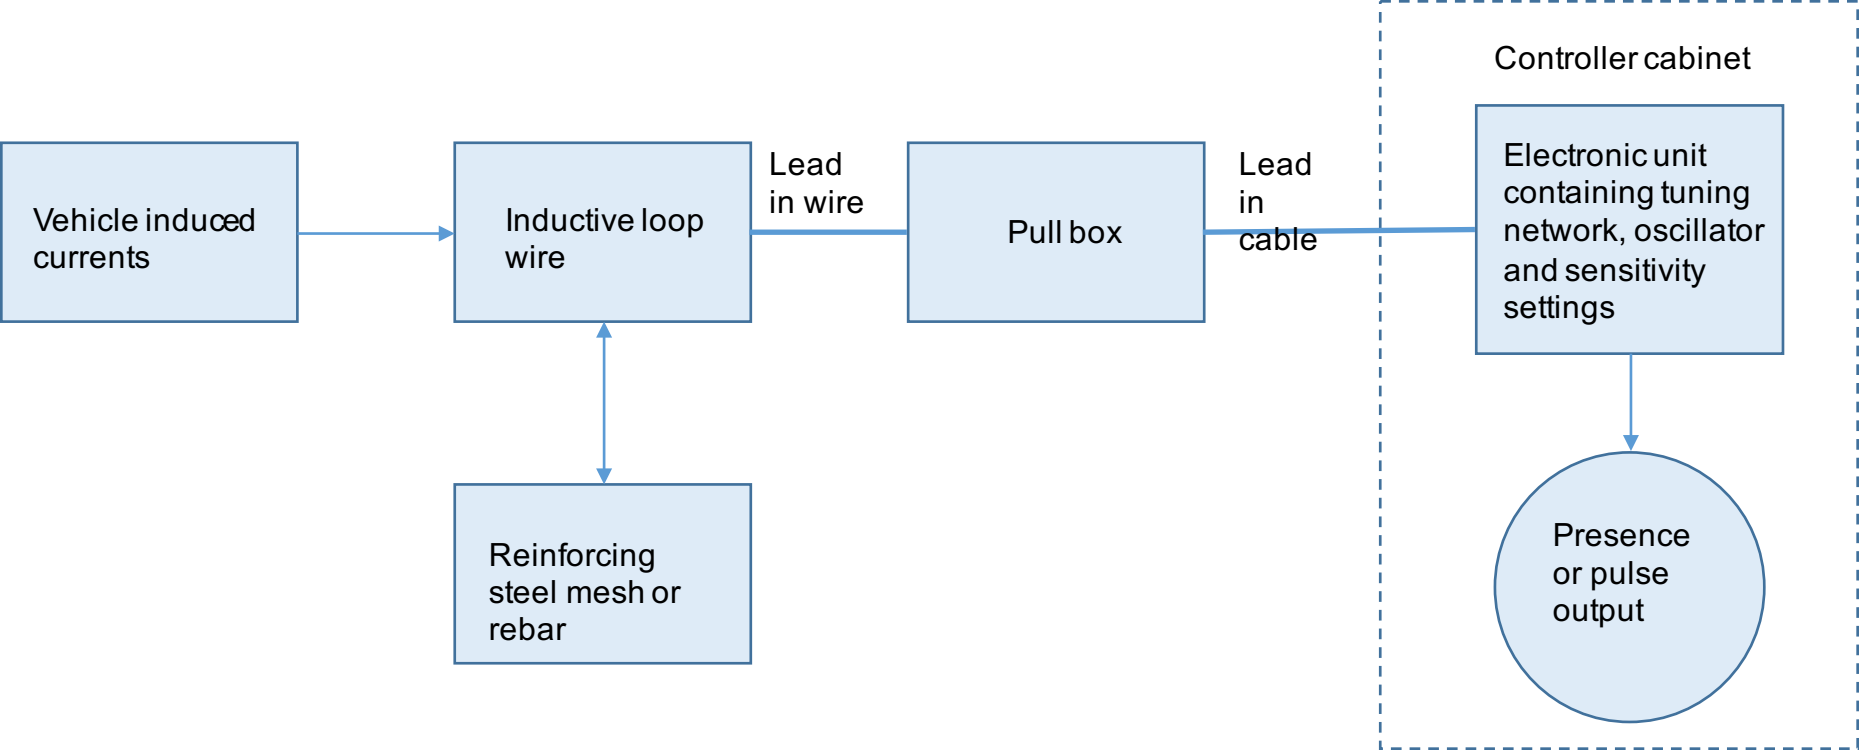 Controller cabinet
Vehicle induced
currents
Inductive loop
wire
Lead
in wire
Pull box
Lead
in
cable
Electronic unit
containing tuning
network, oscillator
and sensitivity
settings
Reinforcing
steel mesh or
rebar
Presence
or pulse
output